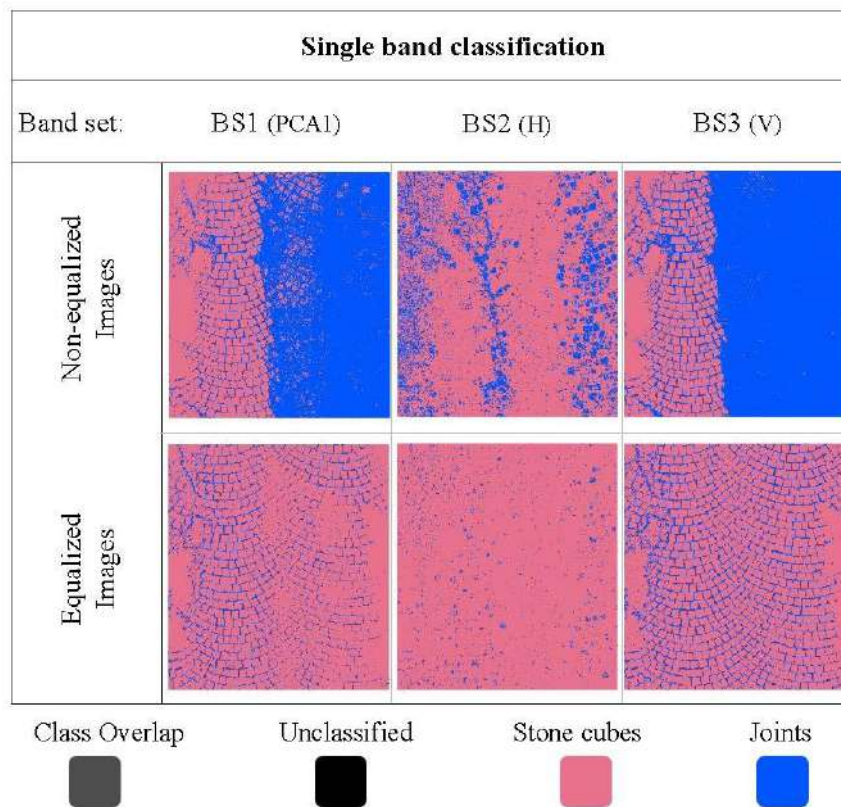 Single band classification
Band set:
BS1 (PCA1)
BS2 (H)
BS3 (V)
Non-equalized
Images
Equalized
Images
Class Overlap
Unclassified
Stone cubes
Joints